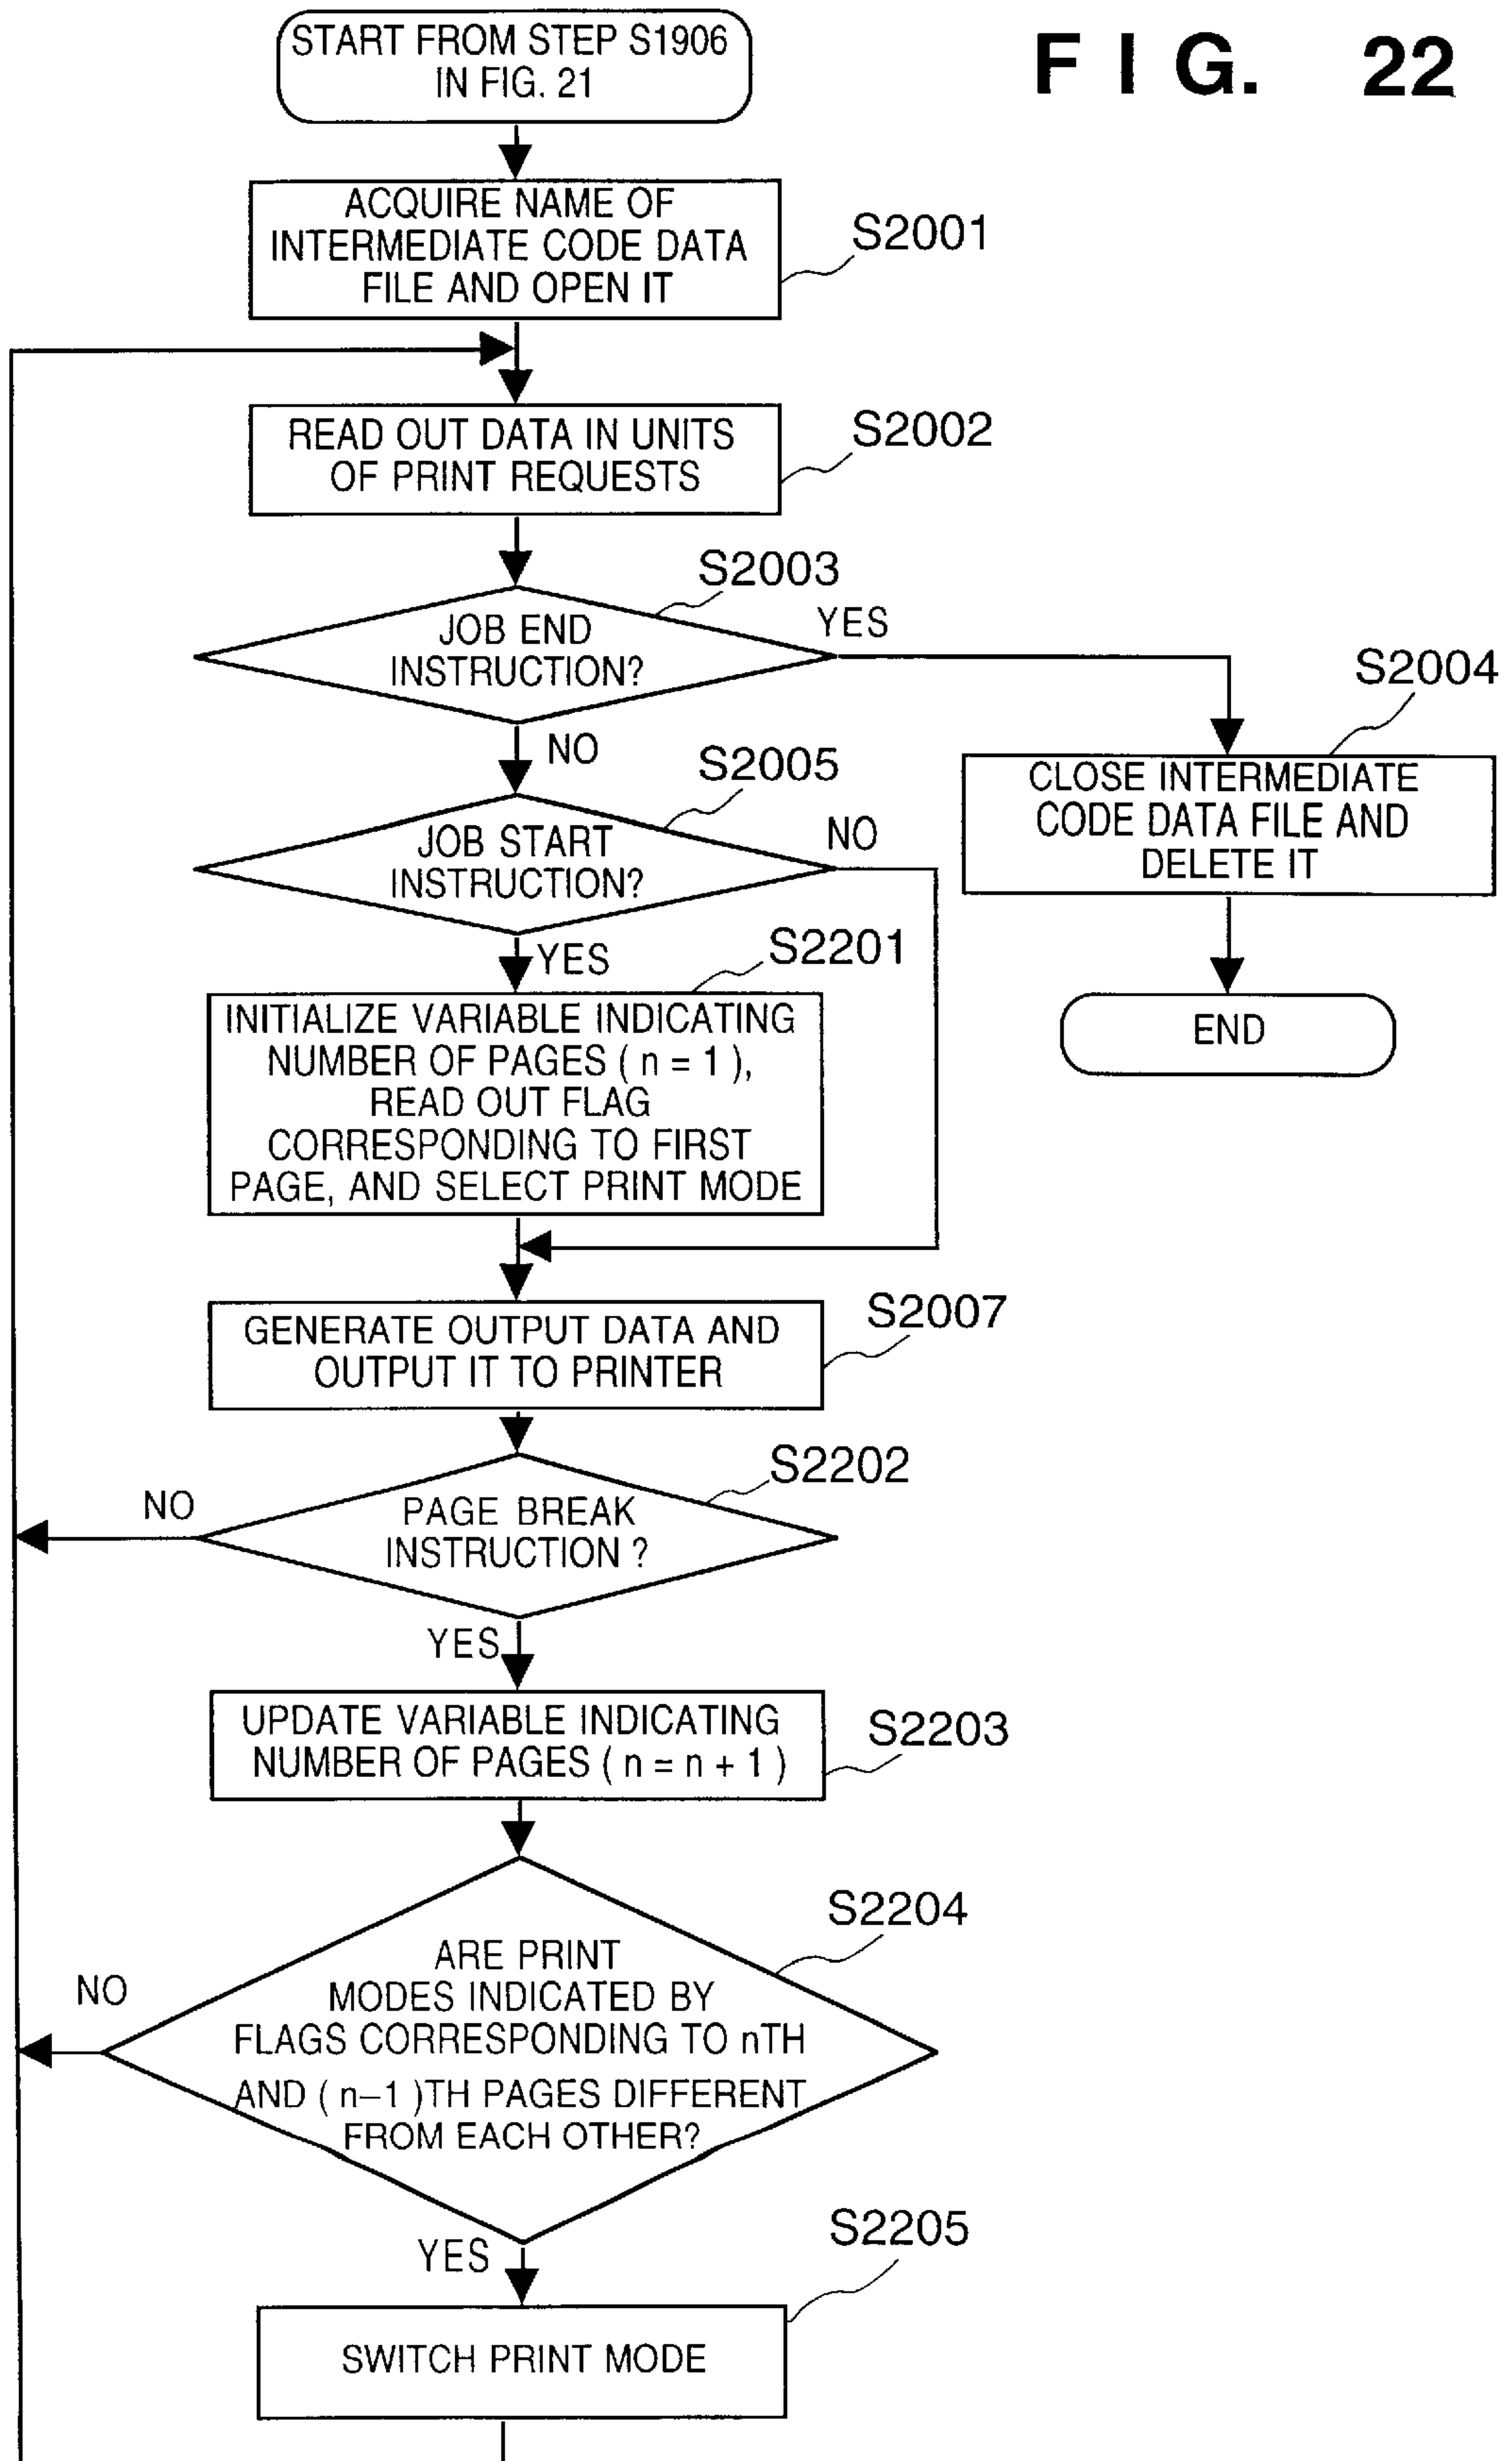 START FROM STEP S1906
IN FIG. 21
F I G. 22
ACQUIRE NAME OF
INTERMEDIATE CODE DATA
FILE AND OPEN IT
S2001
READ OUT DATA IN UNITS
OF PRINT REQUESTS
S2002
S2003
JOB END
INSTRUCTION?
YES
NO
S2004
CLOSE INTERMEDIATE
CODE DATA FILE AND
DELETE IT
END
S2005
JOB START
INSTRUCTION?
NO
YES
S2201
INITIALIZE VARIABLE INDICATING
NUMBER OF PAGES ( n = 1 ),
READ OUT FLAG
CORRESPONDING TO FIRST
PAGE, AND SELECT PRINT MODE
S2007
GENERATE OUTPUT DATA AND
OUTPUT IT TO PRINTER
S2202
NO
PAGE BREAK
INSTRUCTION ?
YES
UPDATE VARIABLE INDICATING
NUMBER OF PAGES ( n = n + 1 )
S2203
S2204
NO
ARE PRINT
MODES INDICATED BY
FLAGS CORRESPONDING TO nTH
AND ( n–1 )TH PAGES DIFFERENT
FROM EACH OTHER?
YES
S2205
SWITCH PRINT MODE